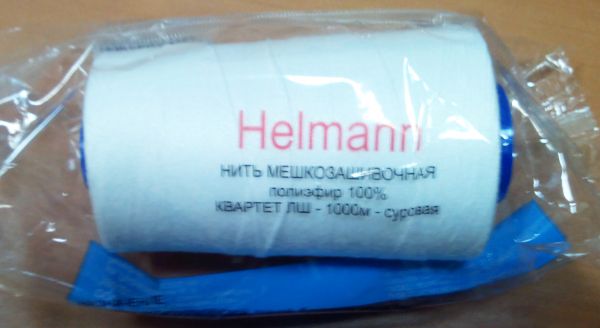 Helmann
НИТЬ МЕШКОЗАШИВОЧНАЯ
полиэфир 100%
КВАРТЕТ ЛШ - 1000м - суровая